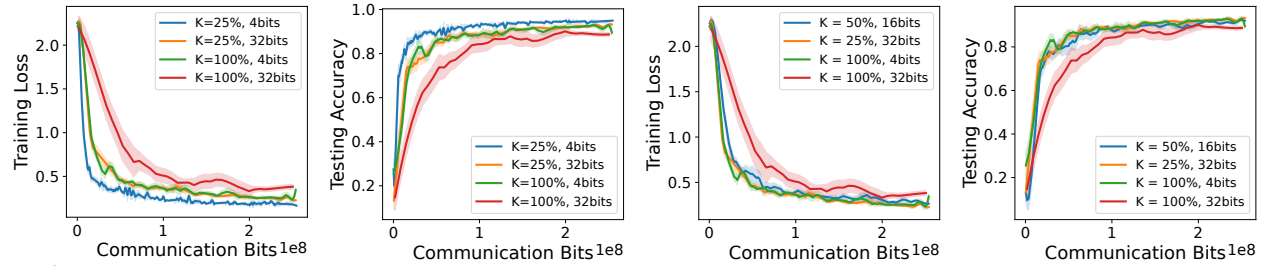 Training Loss
2.0
1.5
1.0
0.5
0
1
2
Communication Bits
1e8
K=25%, 4bits
K=25%, 32bits
K=100%, 4bits
K=100%, 32bits
Testing Accuracy
1.0
0.8
0.6
0.4
0.2
0
1
2
Communication Bits
1e8
K=25%, 4bits
K=25%, 32bits
K=100%, 4bits
K=100%, 32bits
Training Loss
2.0
1.5
1.0
0.5
0
1
2
Communication Bits
1e8
K = 50%, 16bits
K = 25%, 32bits
K = 100%, 4bits
K = 100%, 32bits
Testing Accuracy
0.8
0.6
0.4
0.2
0
1
2
Communication Bits
1e8
K = 50%, 16bits
K = 25%, 32bits
K = 100%, 4bits
K = 100%, 32bits